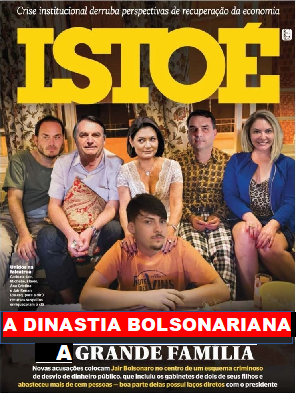 Crise institucional derruba perspectivas de recuperação da economia
ISTOÉ
A DINASTIA BOLSONARIANA
A GRANDE FAMÍLIA
Novas acusações colocam Jair Bolsonaro no centro de um esquema criminoso
de desvio de dinheiro público, que incluiu os gabinetes de dois de seus filhos e
abasteceu mais de cem pessoas — boa parte delas possui laços diretos com o presidente